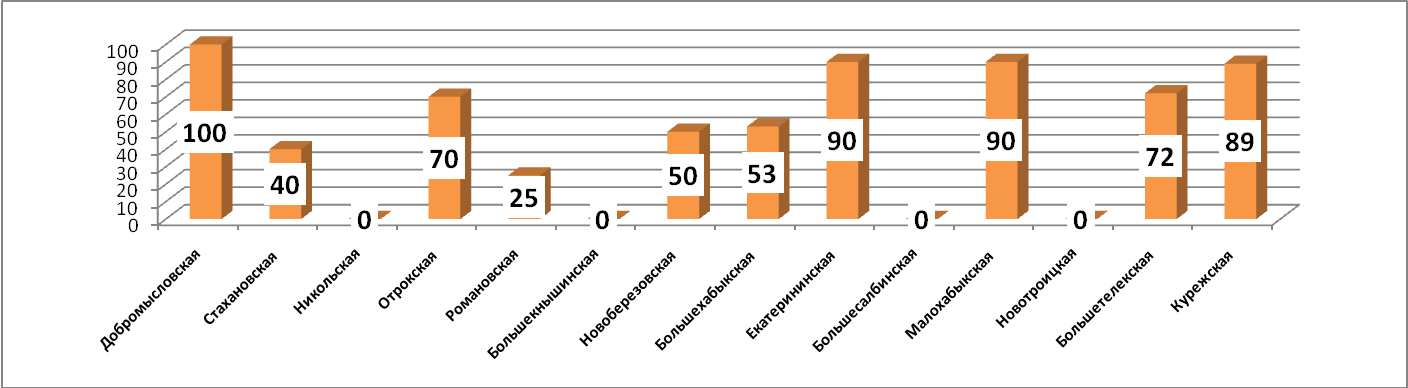 100
90
80
70
60
50
40
30
20
10
0
100
40
0
70
25
0
50
53
90
0
90
0
72
89
Добромысловская
Стахановская
Никольская
Отрокская
Романовская
Большекнышинская
Новоберезовская
Большехабыкская
Екатерининская
Большесалбинская
Малохабыкская
Новотроицкая
Большетелекская
Курежская